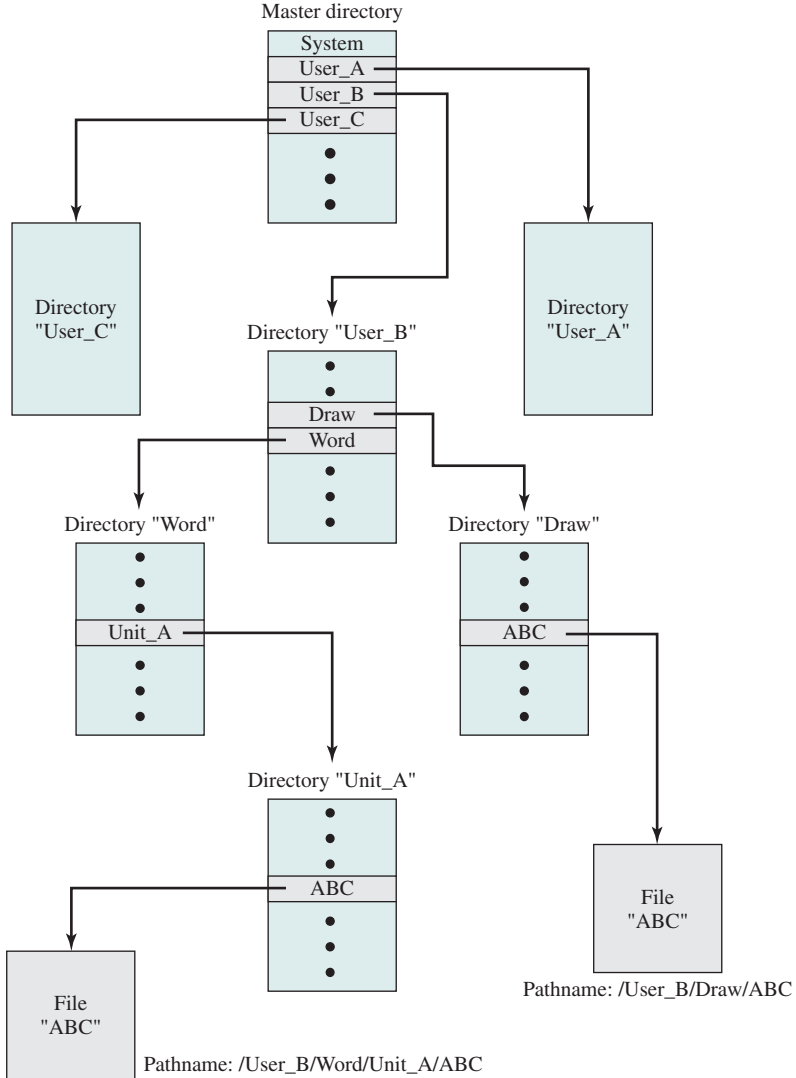 Master directory
System
User_A
User_B
User_C
Directory
"User_C"
Directory
"User_A"
Directory "User_B"
Draw
Word
Directory "Word"
Directory "Draw"
Unit_A
ABC
Directory "Unit_A"
ABC
File
"ABC"
Pathname: /User_B/Draw/ABC
File
"ABC"
Pathname: /User_B/Word/Unit_A/ABC